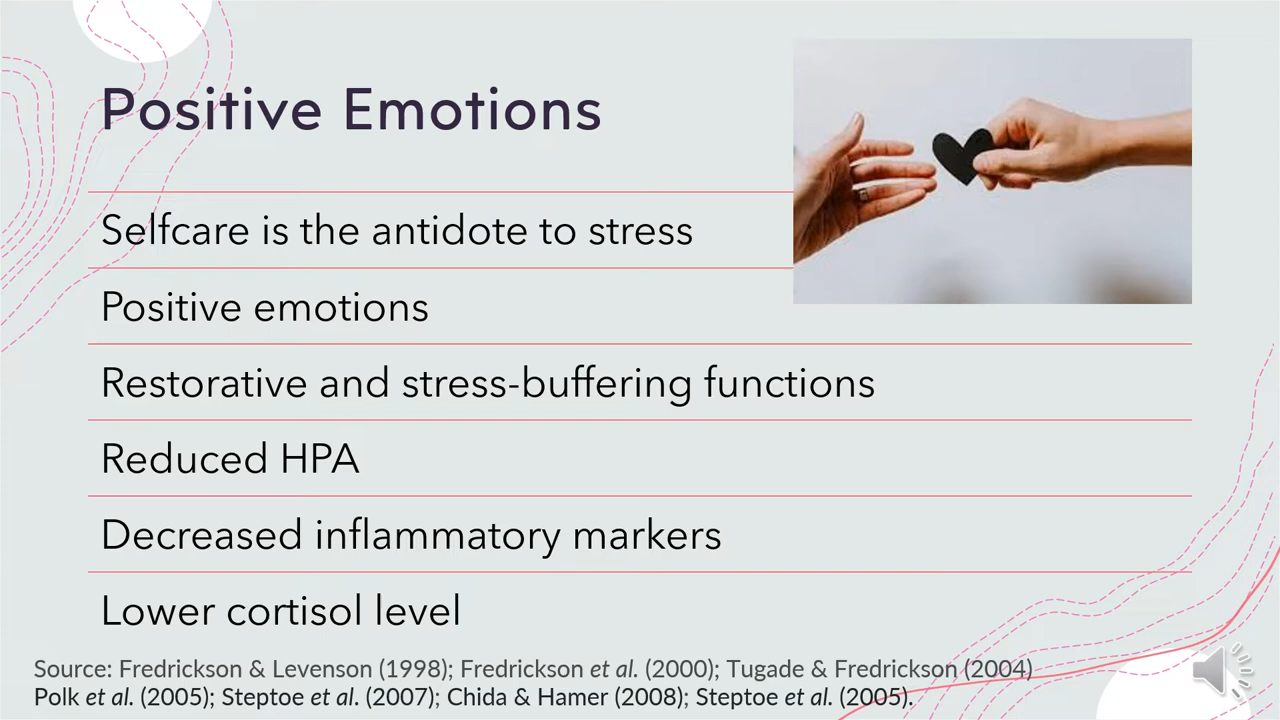 Positive Emotions
Selfcare is the antidote to stress
Positive emotions
Restorative and stress-buffering functions
Reduced HPA
Decreased inflammatory markers
Lower cortisol level
Source: Fredrickson & Levenson (1998); Fredrickson et al. (2000); Tugade & Fredrickson (2004)
Polk et al. (2005); Steptoe et al. (2007); Chida & Hamer (2008); Steptoe et al. (2005).